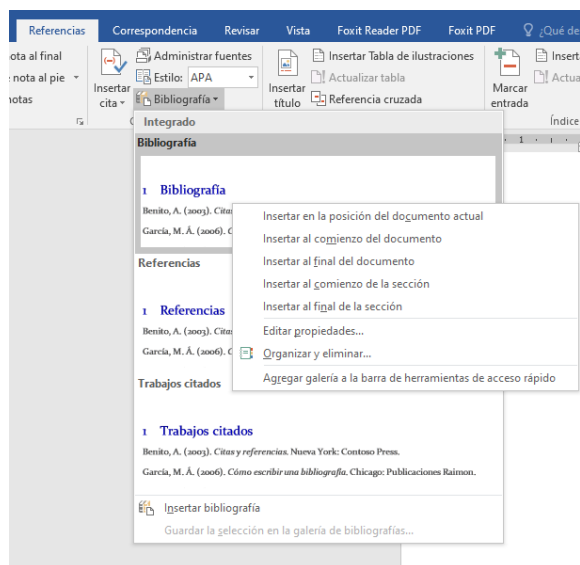 Referencias Correspondencia Revisar Vista Foxit Reader PDF Foxit PDF ¿Qué de
ota al final
nota al pie
notas
Insertar
cita
Administrar fuentes
Estilo: APA
Bibliografía
Insertar
título
Insertar Tabla de ilustraciones
Actualizar tabla
Referencia cruzada
Marcar
entrada
Insert
Actua
Índice
1
Integrado
Bibliografía
1 Bibliografía
Benito, A. (2003). Citas
García, M. Á. (2006). C
Referencias
1 Referencias
Benito, A. (2003). Citas
García, M. Á. (2006). C
Trabajos citados
1 Trabajos citados
Benito, A. (2003). Citas y referencias. Nueva York: Contoso Press.
García, M. Á. (2006). Cómo escribir una bibliografía. Chicago: Publicaciones Raimon.
Insertar bibliografía
Guardar la selección en la galería de bibliografías...
Insertar en la posición del documento actual
Insertar al comienzo del documento
Insertar al final del documento
Insertar al comienzo de la sección
Insertar al final de la sección
Editar propiedades...
Organizar y eliminar...
Agregar galería a la barra de herramientas de acceso rápido